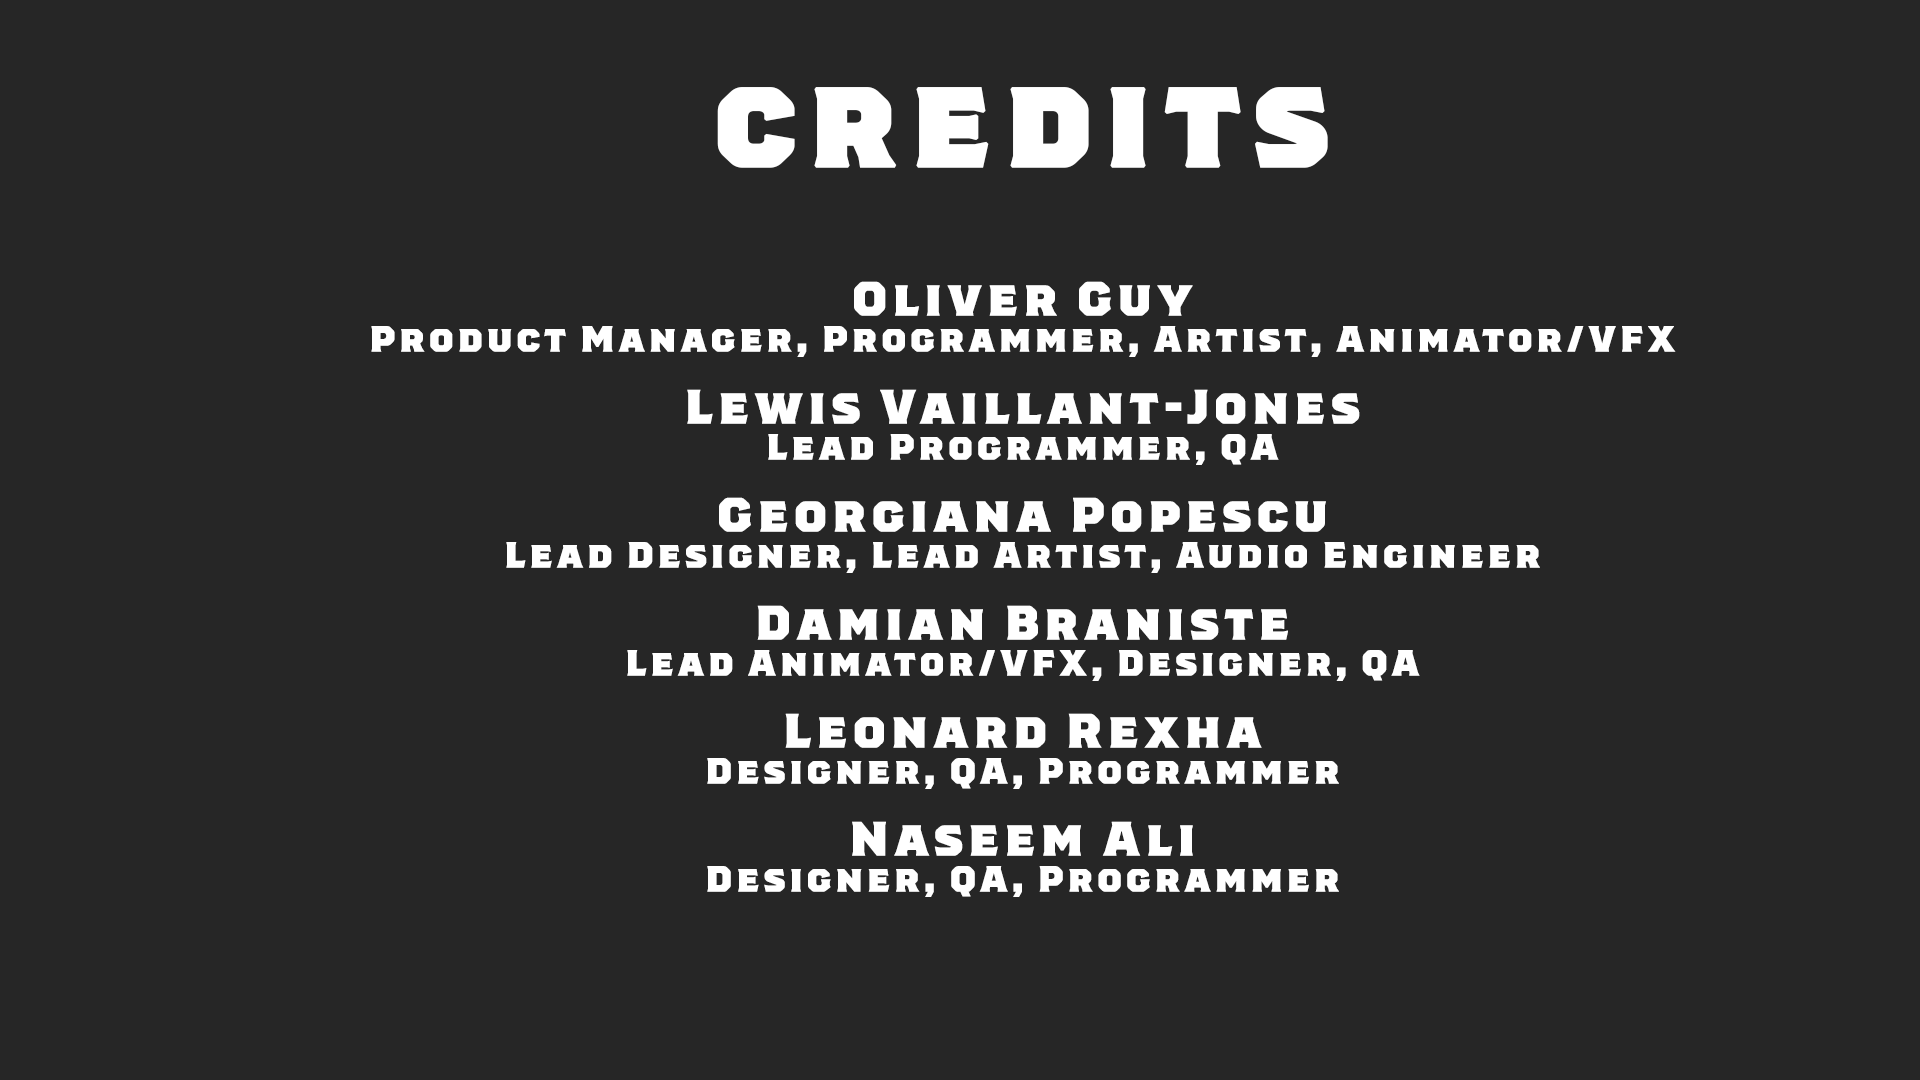 CREDITS
Oliver Guy
Product Manager, Programmer, Artist, Animator/VFX
Lewis Vaillant-Jones
Lead Programmer, QA
Georgiana Popescu
Lead Designer, Lead Artist, Audio Engineer
Damian Braniste
Lead Animator/VFX, Designer, QA
Leonard Rexha
Designer, QA, Programmer
Naseem Ali
Designer, QA, Programmer